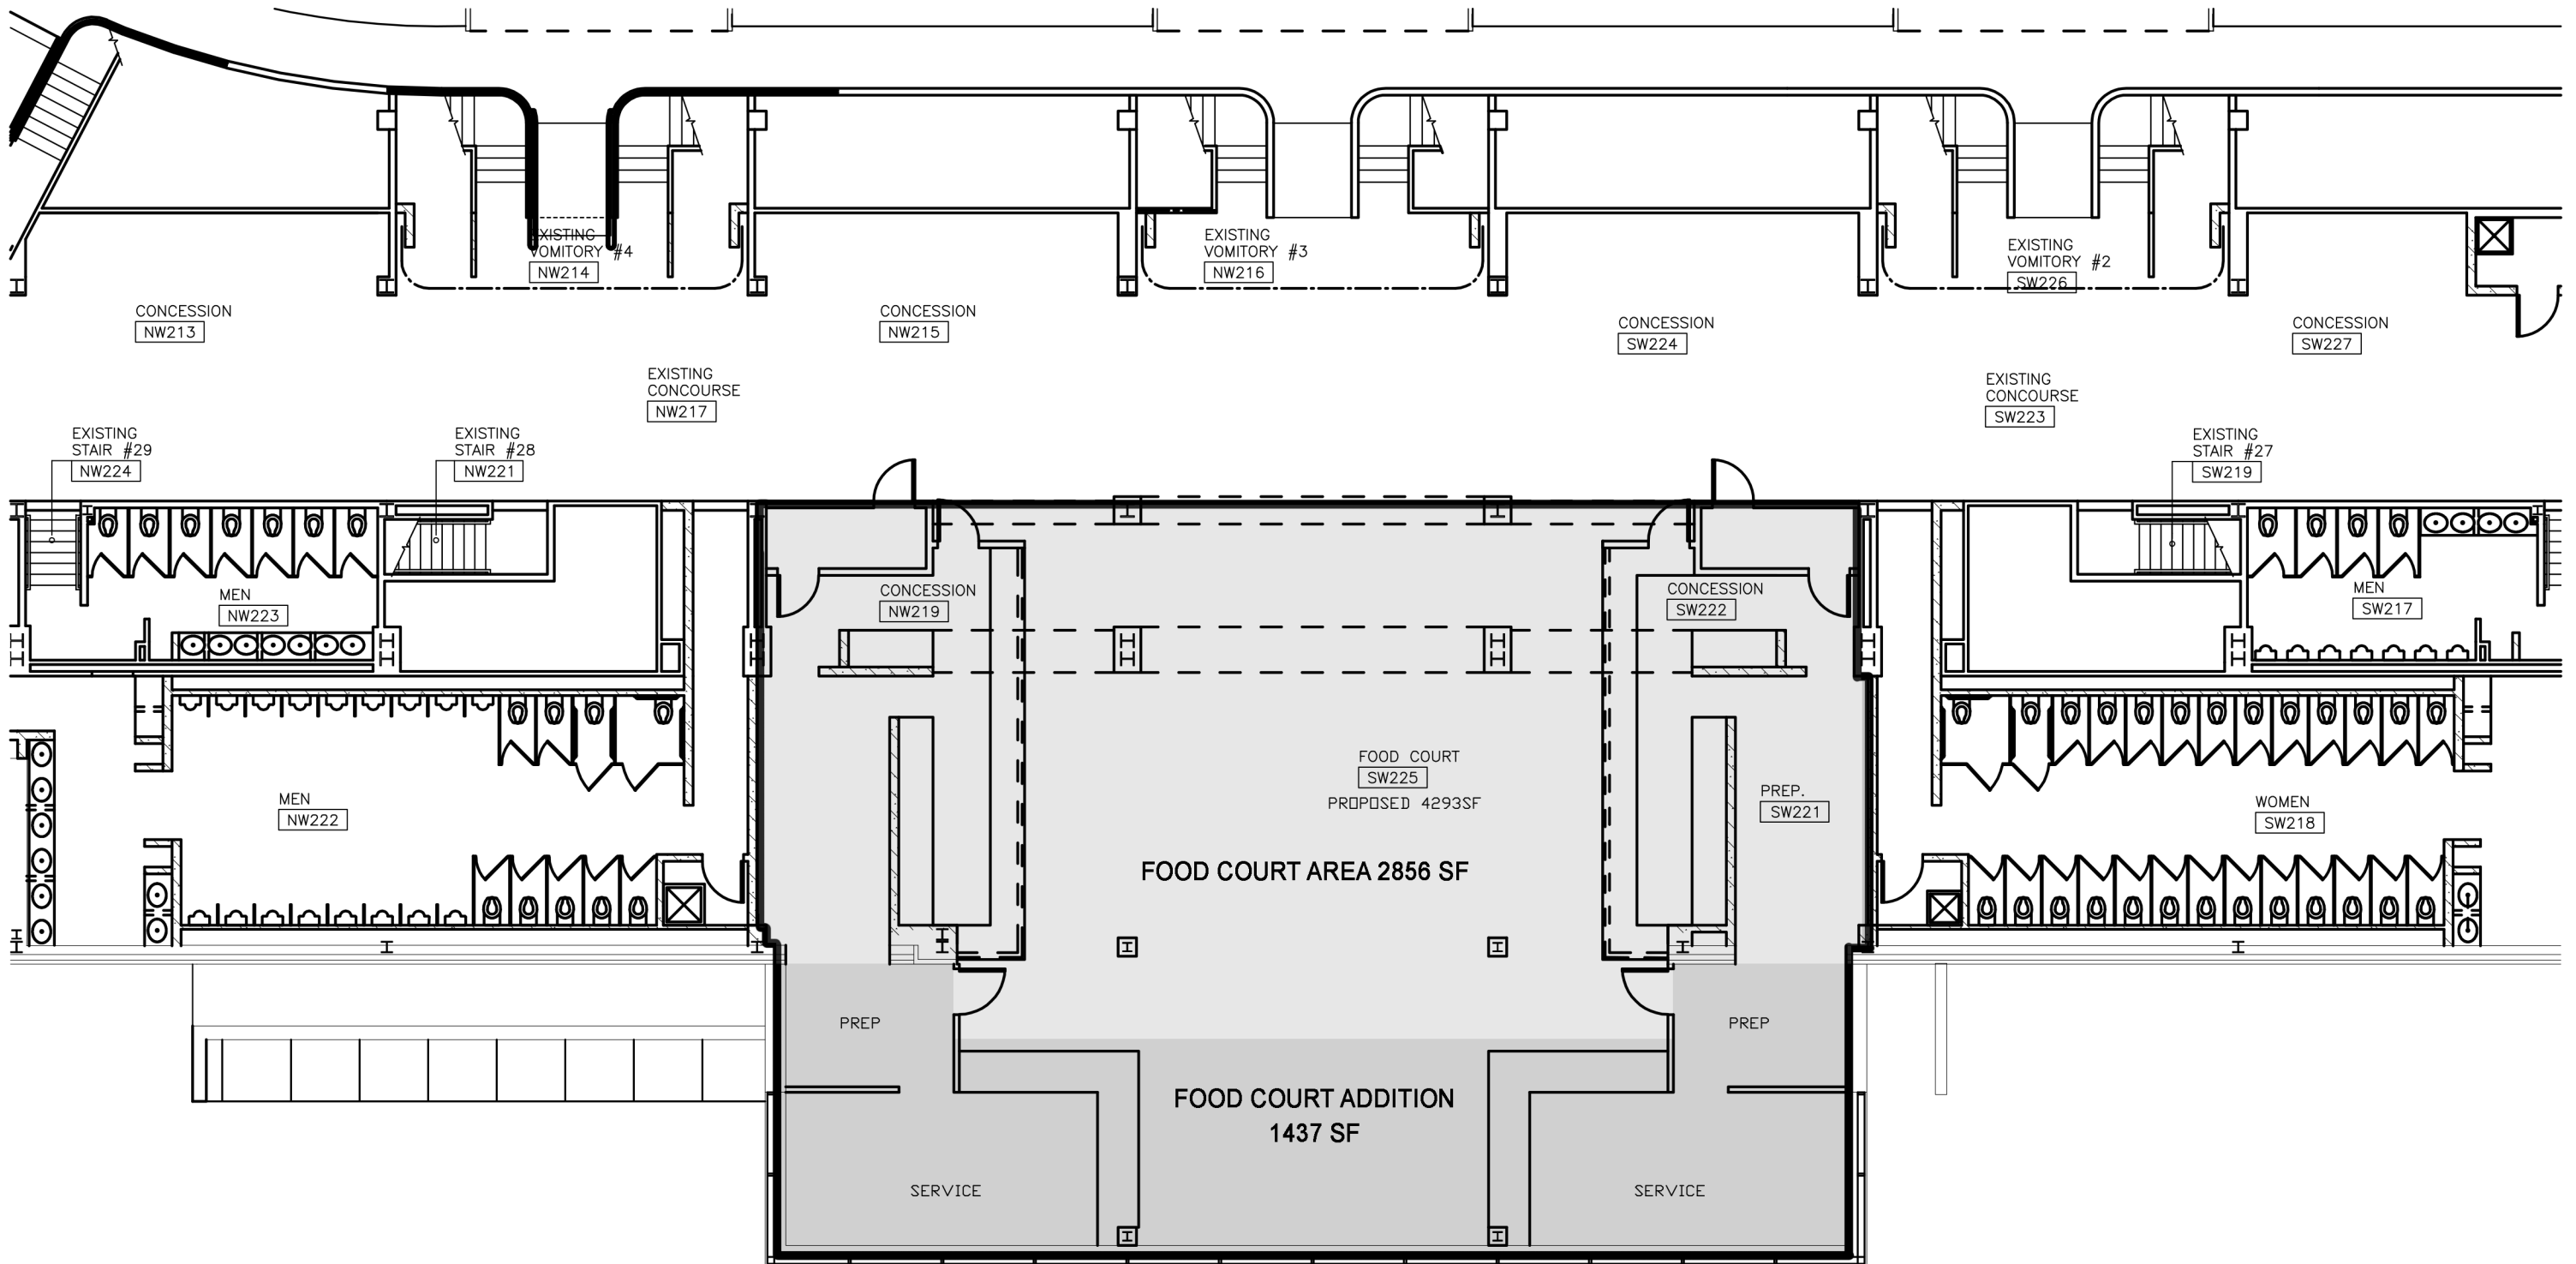 EXISTING
VOMITORY #4
NW214
EXISTING
VOMITORY #3
NW216
EXISTING
VOMITORY #2
SW226
CONCESSION
NW213
CONCESSION
NW215
CONCESSION
SW224
CONCESSION
SW227
EXISTING
CONCOURSE
NW217
EXISTING
CONCOURSE
SW223
EXISTING
STAIR #29
NW224
EXISTING
STAIR #28
NW221
EXISTING
STAIR #27
SW219
MEN
NW223
CONCESSION
NW219
CONCESSION
SW222
MEN
SW217
FOOD COURT
SW225
PROPOSED 4293SF
MEN
NW222
PREP.
SW221
WOMEN
SW218
FOOD COURT AREA 2856 SF
PREP
PREP
FOOD COURT ADDITION
1437 SF
SERVICE
SERVICE